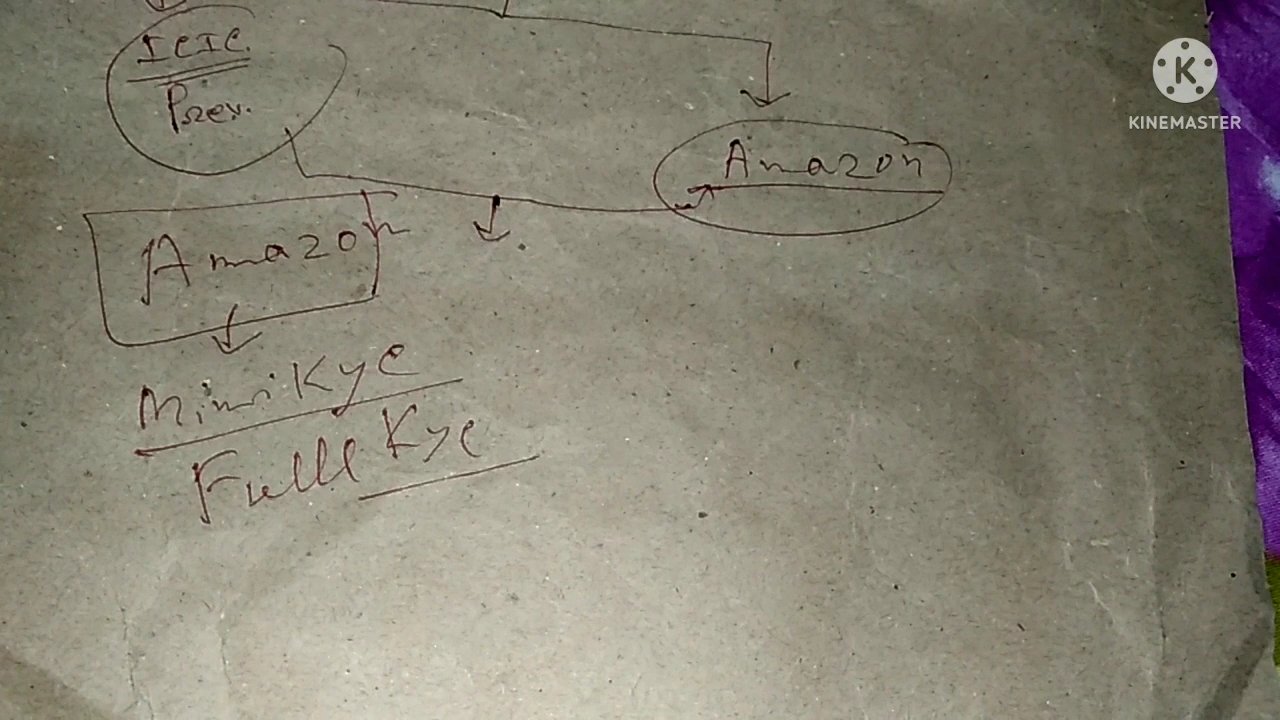 ICIC.
Prev.
Amazon
K
KINEMASTER
Amazon
Mini Kyc
Full Kyc